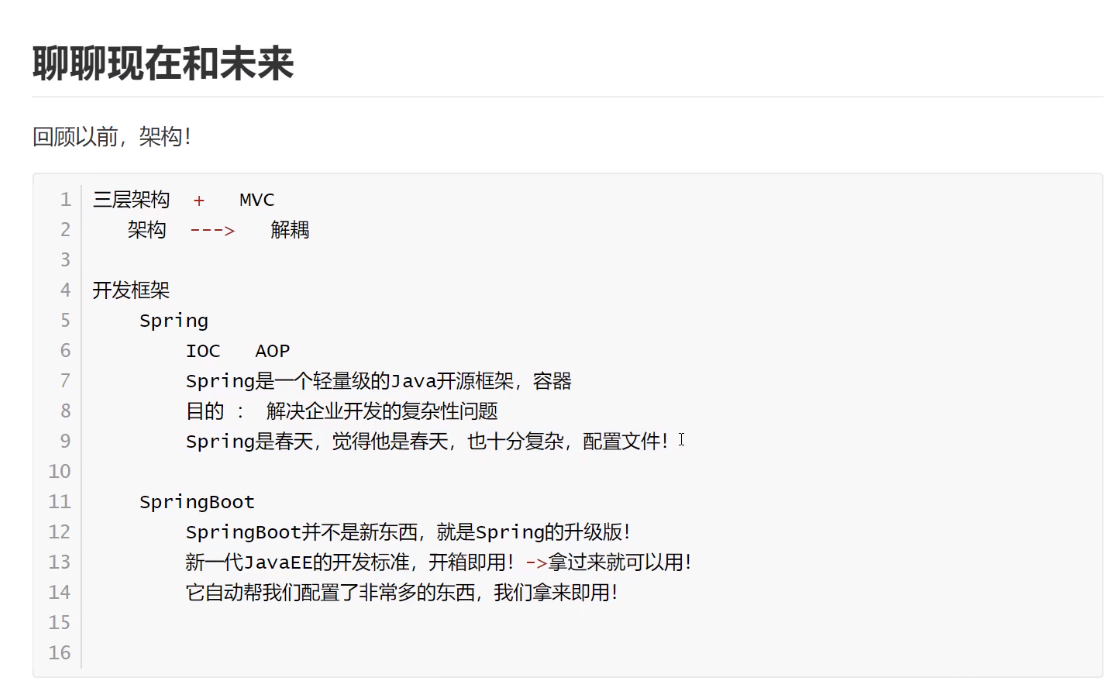 聊聊现在和未来
回顾以前，架构！
1 三层架构 + MVC
2 架构 ---> 解耦
3
4 开发框架
5 Spring
6 IOC AOP
7 Spring是一个轻量级的Java开源框架，容器
8 目的 ： 解决企业开发的复杂性问题
9 Spring是春天，觉得他是春天，也十分复杂，配置文件！
10
11 SpringBoot
12 SpringBoot并不是新东西，就是Spring的升级版！
13 新一代JavaEE的开发标准，开箱即用！->拿过来就可以用！
14 它自动帮我们配置了非常多的东西，我们拿来即用！
15
16